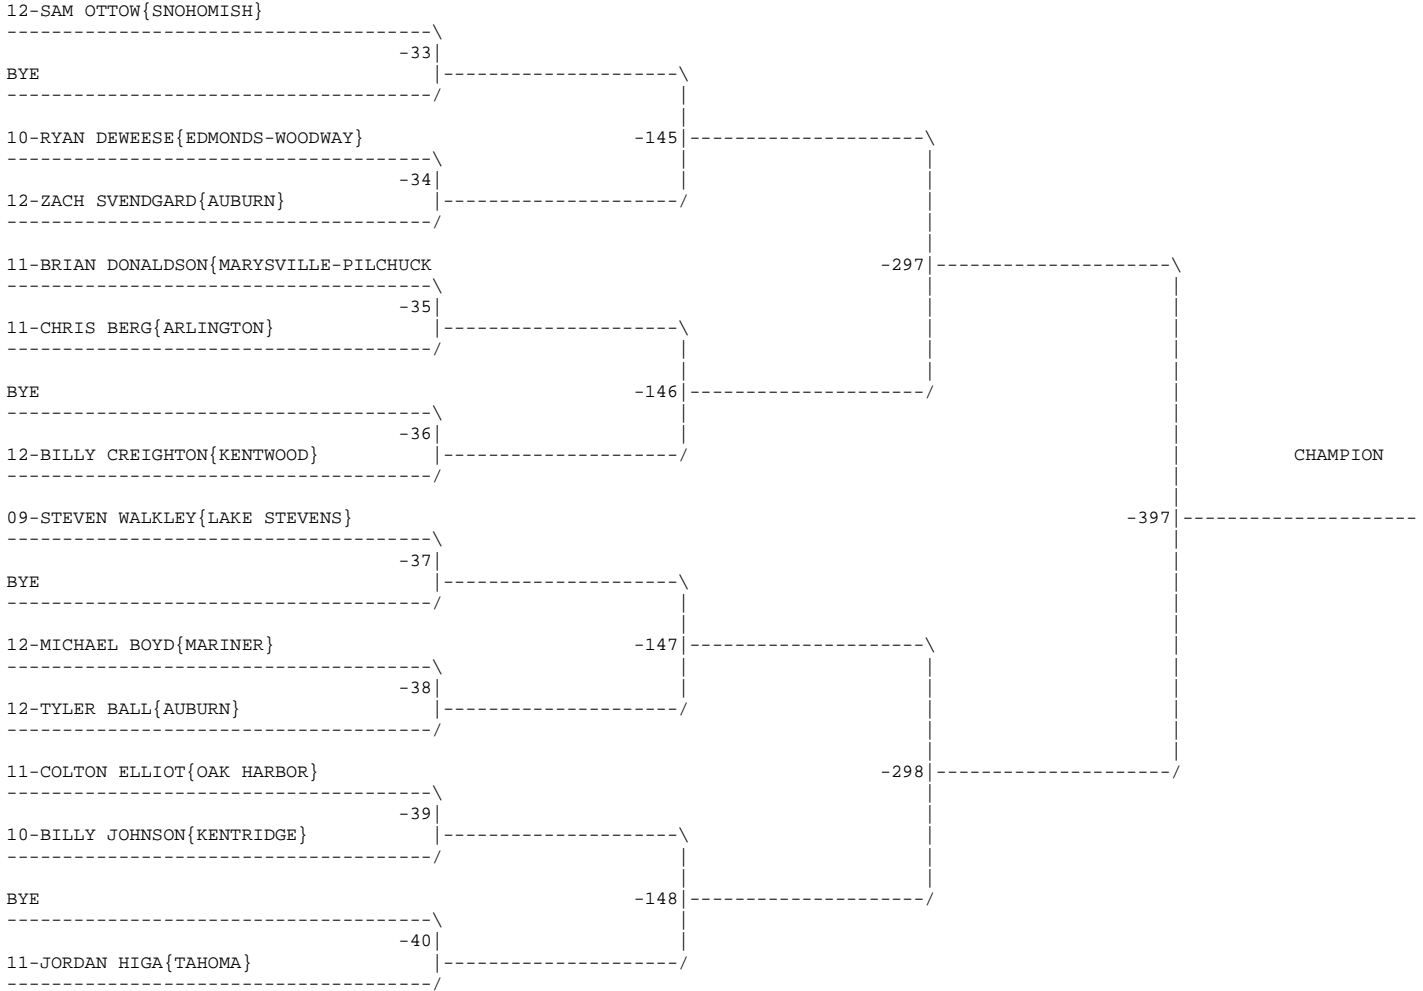 12-SAM OTTOW{SNOHOMISH}
-33
BYE
10-RYAN DEWEESE{EDMONDS-WOODWAY}
-145
-34
12-ZACH SVENDGARD{AUBURN}
11-BRIAN DONALDSON{MARYSVILLE-PILCHUCK
-297
-35
11-CHRIS BERG{ARLINGTON}
BYE
-146
-36
12-BILLY CREIGHTON{KENTWOOD}
CHAMPION
09-STEVEN WALKLEY{LAKE STEVENS}
-397
-37
BYE
12-MICHAEL BOYD{MARINER}
-147
-38
12-TYLER BALL{AUBURN}
11-COLTON ELLIOT{OAK HARBOR}
-298
-39
10-BILLY JOHNSON{KENTRIDGE}
BYE
-148
-40
11-JORDAN HIGA{TAHOMA}